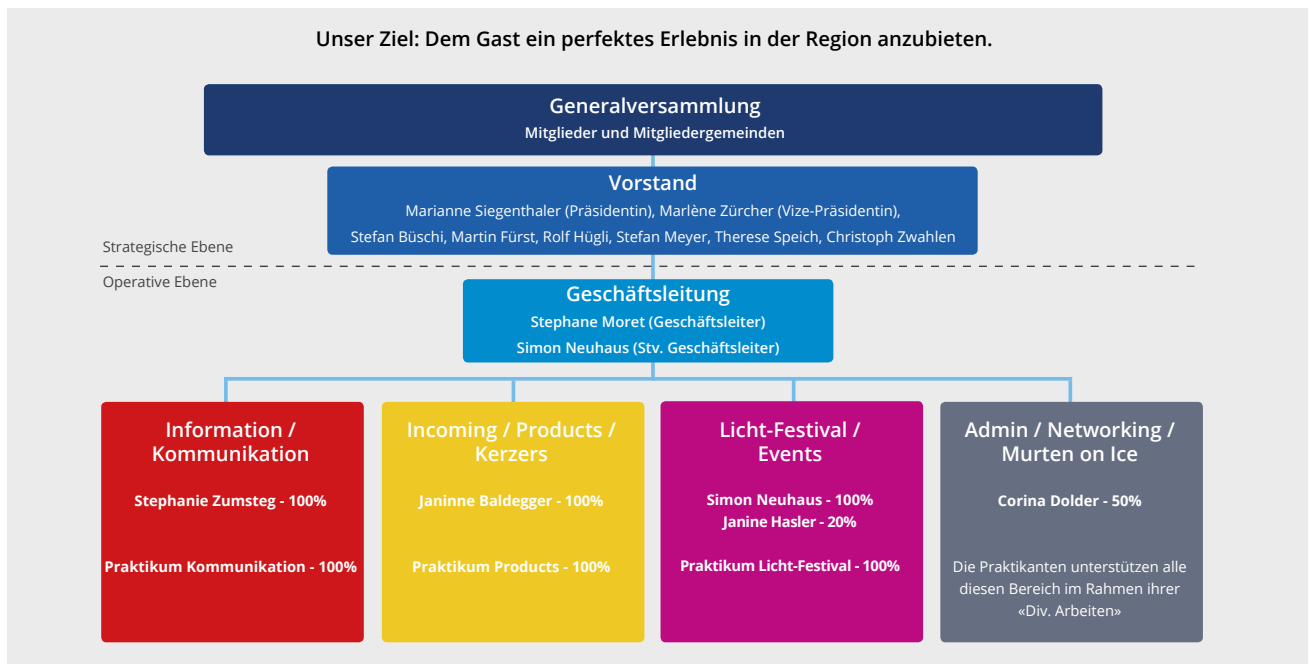 Unser Ziel: Dem Gast ein perfektes Erlebnis in der Region anzubieten.
Generalversammlung
Mitglieder und Mitgliedergemeinden
Vorstand
Marianne Siegenthaler (Präsidentin), Marlène Zürcher (Vize-Präsidentin),
Stefan Büschi, Martin Fürst, Rolf Hügli, Stefan Meyer, Therese Speich, Christoph Zwahlen
Strategische Ebene
Operative Ebene
Geschäftsleitung
Stephane Moret (Geschäftsleiter)
Simon Neuhaus (Stv. Geschäftsleiter)
Information /
Kommunikation
Stephanie Zumsteg - 100%
Praktikum Kommunikation - 100%
Incoming / Products /
Kerzers
Janinne Baldegger - 100%
Praktikum Products - 100%
Licht-Festival /
Events
Simon Neuhaus - 100%
Janine Hasler - 20%
Praktikum Licht-Festival - 100%
Admin / Networking /
Murten on Ice
Corina Dolder - 50%
Die Praktikanten unterstützen alle
diesen Bereich im Rahmen ihrer
«Div. Arbeiten»